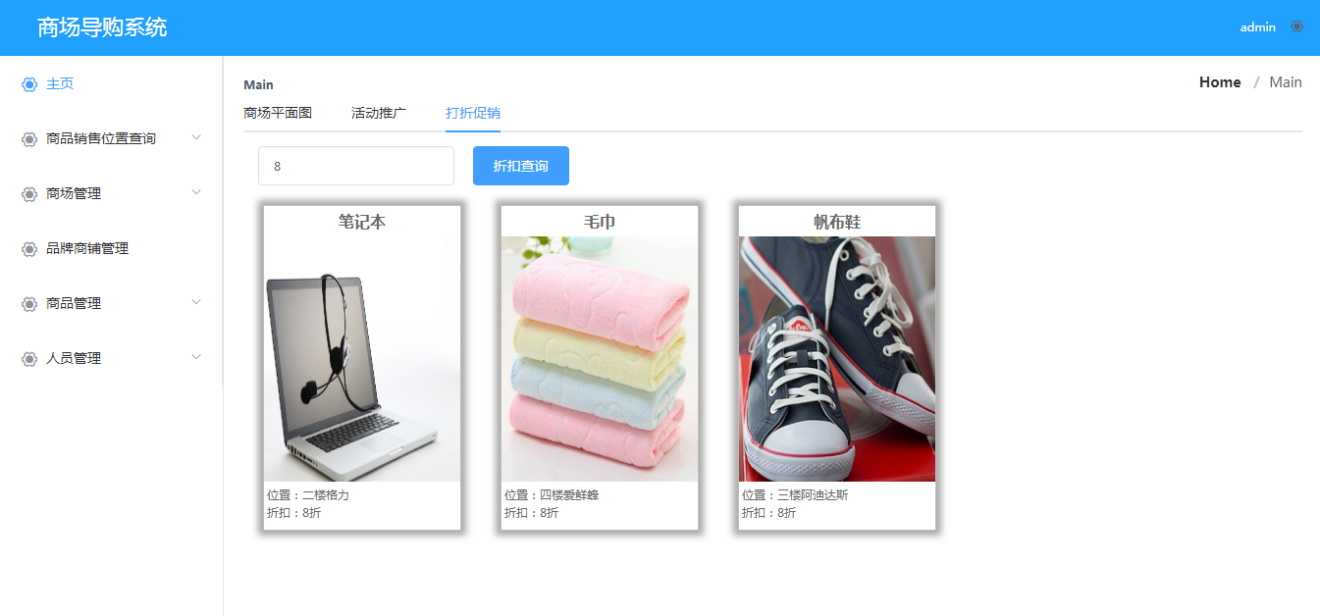 商场导购系统
admin
主页
商品销售位置查询
商场管理
品牌商铺管理
商品管理
人员管理
Main
Home / Main
商场平面图 活动推广 打折促销
8 折扣查询
笔记本
位置：二楼格力
折扣：8折
毛巾
位置：四楼爱鲜蜂
折扣：8折
帆布鞋
位置：三楼阿迪达斯
折扣：8折